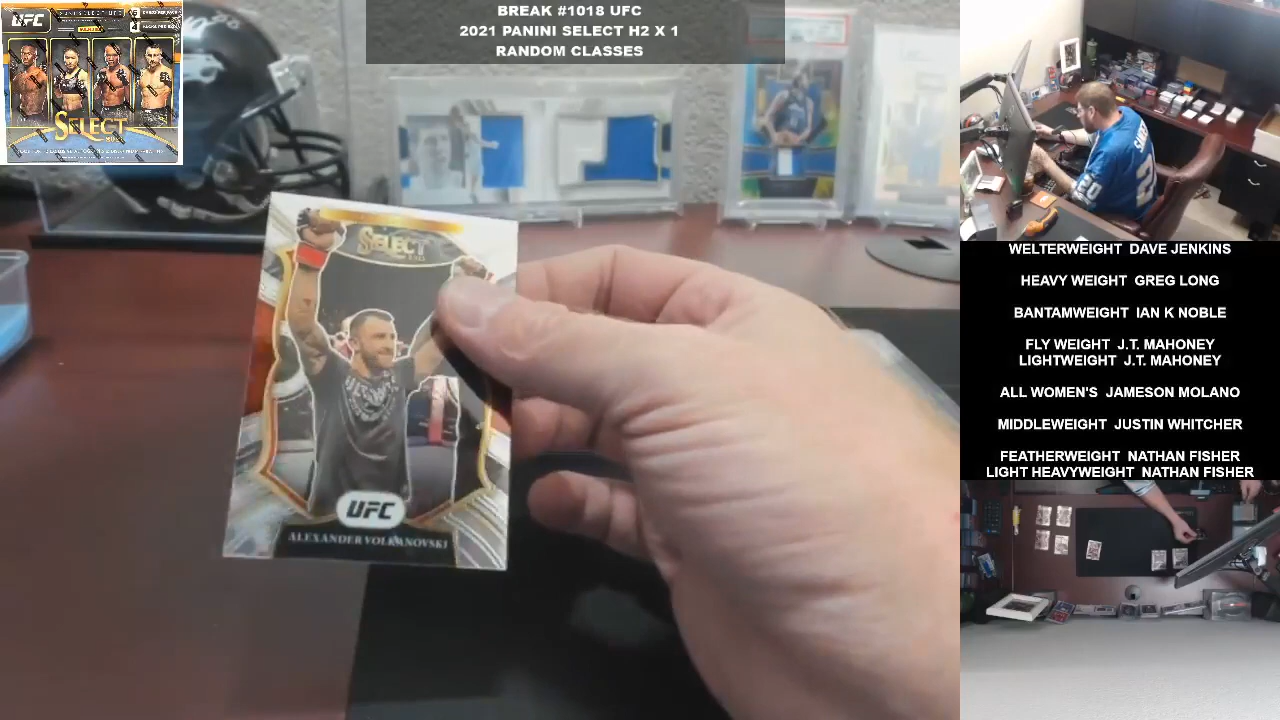 BREAK #1018 UFC
2021 PANINI SELECT H2 X 1
RANDOM CLASSES
UFC
SELECT
SELECT
UFC
ALEXANDER VOLKANOVSKI
20
WELTERWEIGHT DAVE JENKINS
HEAVY WEIGHT GREG LONG
BANTAMWEIGHT IAN K NOBLE
FLY WEIGHT J.T. MAHONEY
LIGHTWEIGHT J.T. MAHONEY
ALL WOMEN'S JAMESON MOLANO
MIDDLEWEIGHT JUSTIN WHITCHER
FEATHERWEIGHT NATHAN FISHER
LIGHT HEAVYWEIGHT NATHAN FISHER